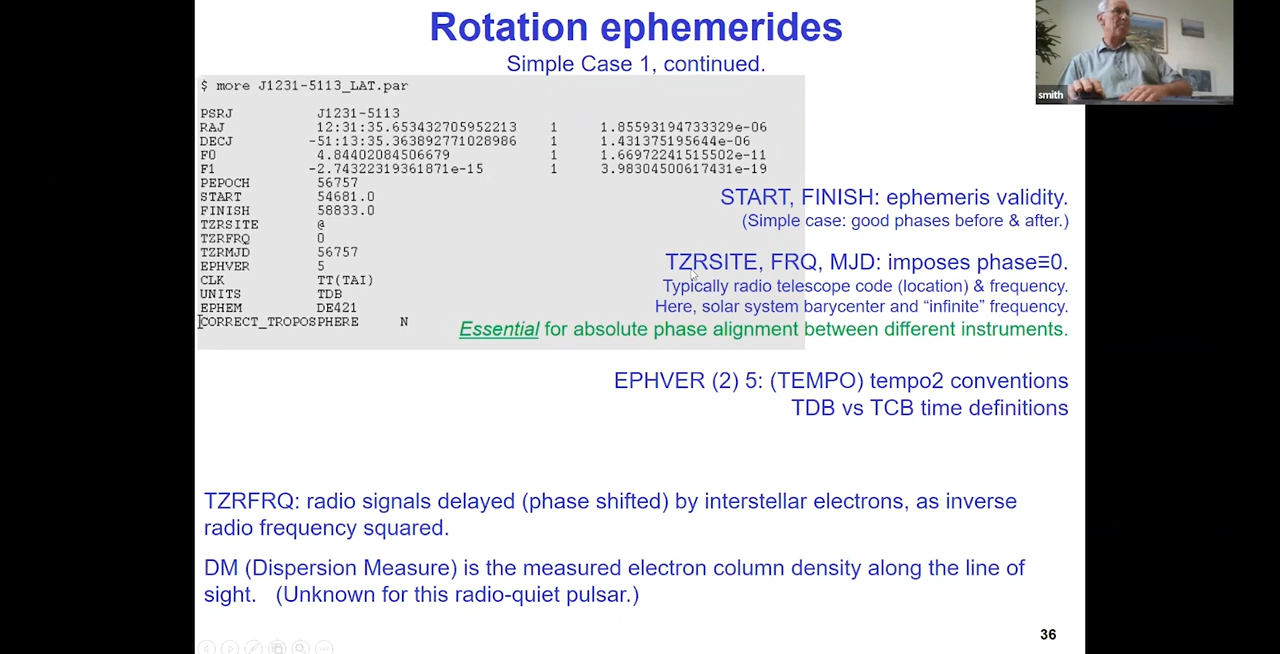 Rotation ephemerides
Simple Case 1, continued.
smith
$ more J1231-5113_LAT.par
PSRJ J1231-5113
RAJ 12:31:35.653432705952213 1 1.85593194733329e-06
DECJ -51:13:35.363892771028986 1 1.431375195644e-06
F0 4.84402084506679 1 1.66972241515502e-11
F1 -2.74322319361871e-15 1 3.98304500617431e-19
PEPOCH 56757
START 54681.0
FINISH 58833.0
TZRSITE @
TZRFRQ 0
TZRMJD 56757
EPHVER 5
CLK TT(TAI)
UNITS TDB
EPHEM DE421
CORRECT_TROPOSPHERE N
START, FINISH: ephemeris validity.
(Simple case: good phases before & after.)
TZRSITE, FRQ, MJD: imposes phase≡0.
Typically radio telescope code (location) & frequency.
Here, solar system barycenter and “infinite” frequency.
Essential for absolute phase alignment between different instruments.
EPHVER (2) 5: (TEMPO) tempo2 conventions
TDB vs TCB time definitions
TZRFRQ: radio signals delayed (phase shifted) by interstellar electrons, as inverse
radio frequency squared.
DM (Dispersion Measure) is the measured electron column density along the line of
sight. (Unknown for this radio-quiet pulsar.)
36